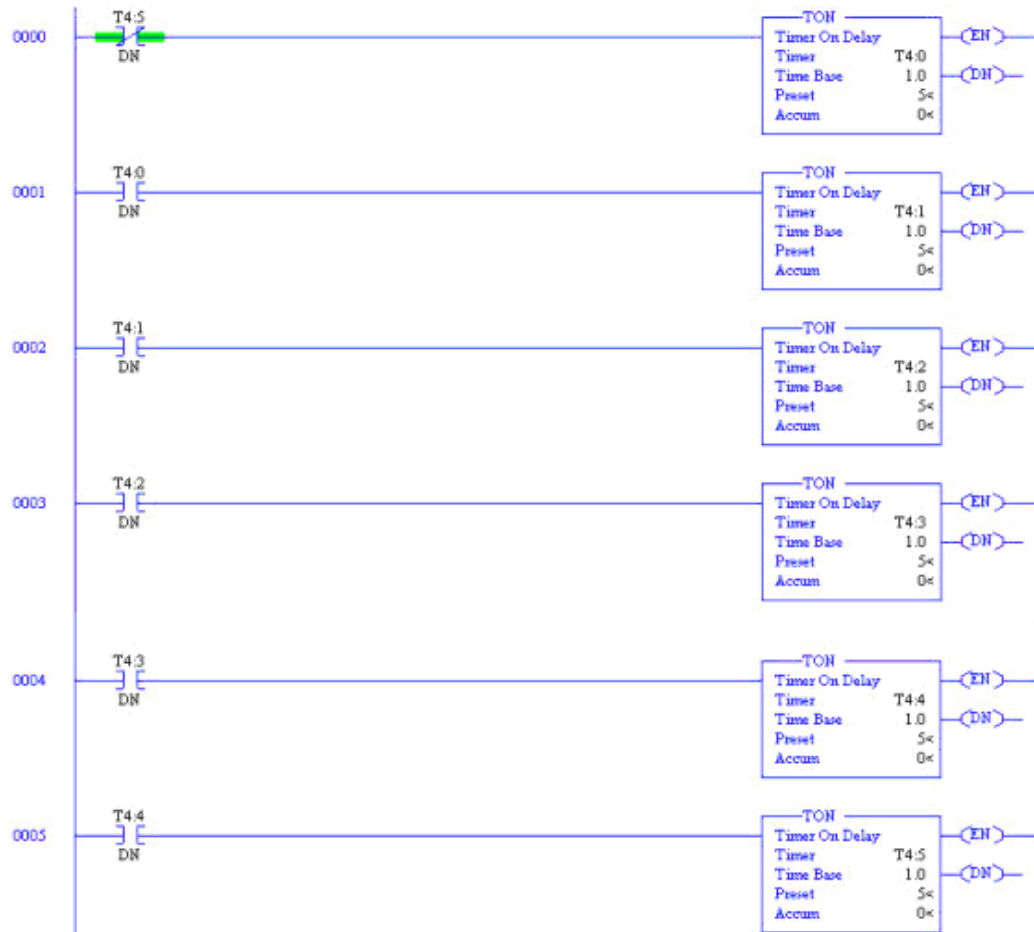 T4:5
TON
0000
EN
DN
Timer On Delay
Timer T4:0
DN
Time Base 1.0
Preset 5<
Accum 0<
T4:0
TON
0001
EN
DN
Timer On Delay
Timer T4:1
DN
Time Base 1.0
Preset 5<
Accum 0<
T4:1
TON
0002
EN
DN
Timer On Delay
Timer T4:2
DN
Time Base 1.0
Preset 5<
Accum 0<
T4:2
TON
0003
EN
DN
Timer On Delay
Timer T4:3
DN
Time Base 1.0
Preset 5<
Accum 0<
T4:3
TON
0004
EN
DN
Timer On Delay
Timer T4:4
DN
Time Base 1.0
Preset 5<
Accum 0<
T4:4
TON
0005
EN
DN
Timer On Delay
Timer T4:5
DN
Time Base 1.0
Preset 5<
Accum 0<